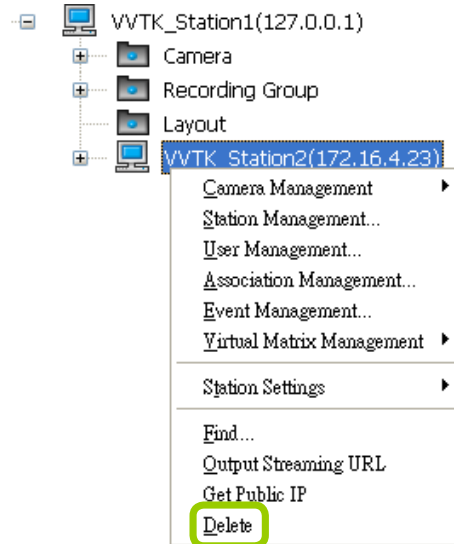 VVTK_Station1(127.0.0.1)
Camera
Recording Group
Layout
VVTK_Station2(172.16.4.23)
Camera Management
Station Management...
User Management...
Association Management...
Event Management...
Virtual Matrix Management
Station Settings
Find...
Output Streaming URL
Get Public IP
Delete